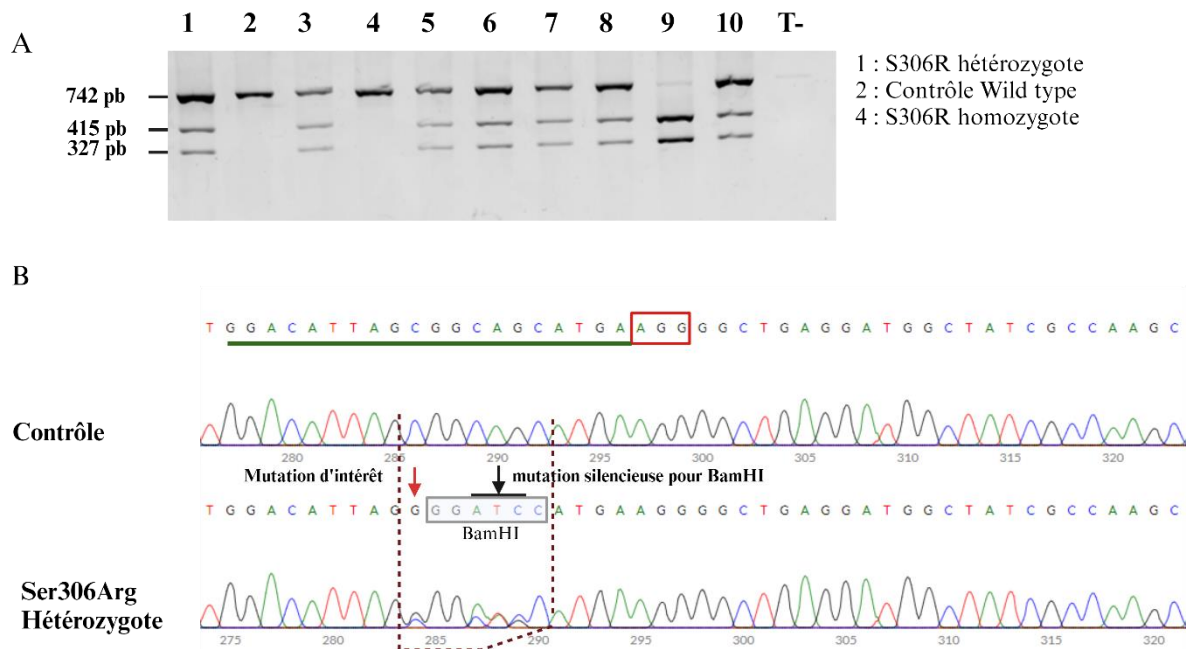 A
1 2 3 4 5 6 7 8 9 10 T-
742 pb
415 pb
327 pb
1 : S306R hétérozygote
2 : Contrôle Wild type
4 : S306R homozygote
B
T G G A C A T T A G C G G C A G C A T G A A G G G G C T G A G G A T G G C T A T C G C C A A G C
Contrôle
280 285 290 295 300 305 310 315 320
Mutation d'intérêt
mutation silencieuse pour BamHI
T G G A C A T T A G G G G A T C C A T G A A G G G G C T G A G G A T G G C T A T C G C C A A G C
BamHI
Ser306Arg
Hétérozygote
275 280 285 290 295 300 305 310 315 320